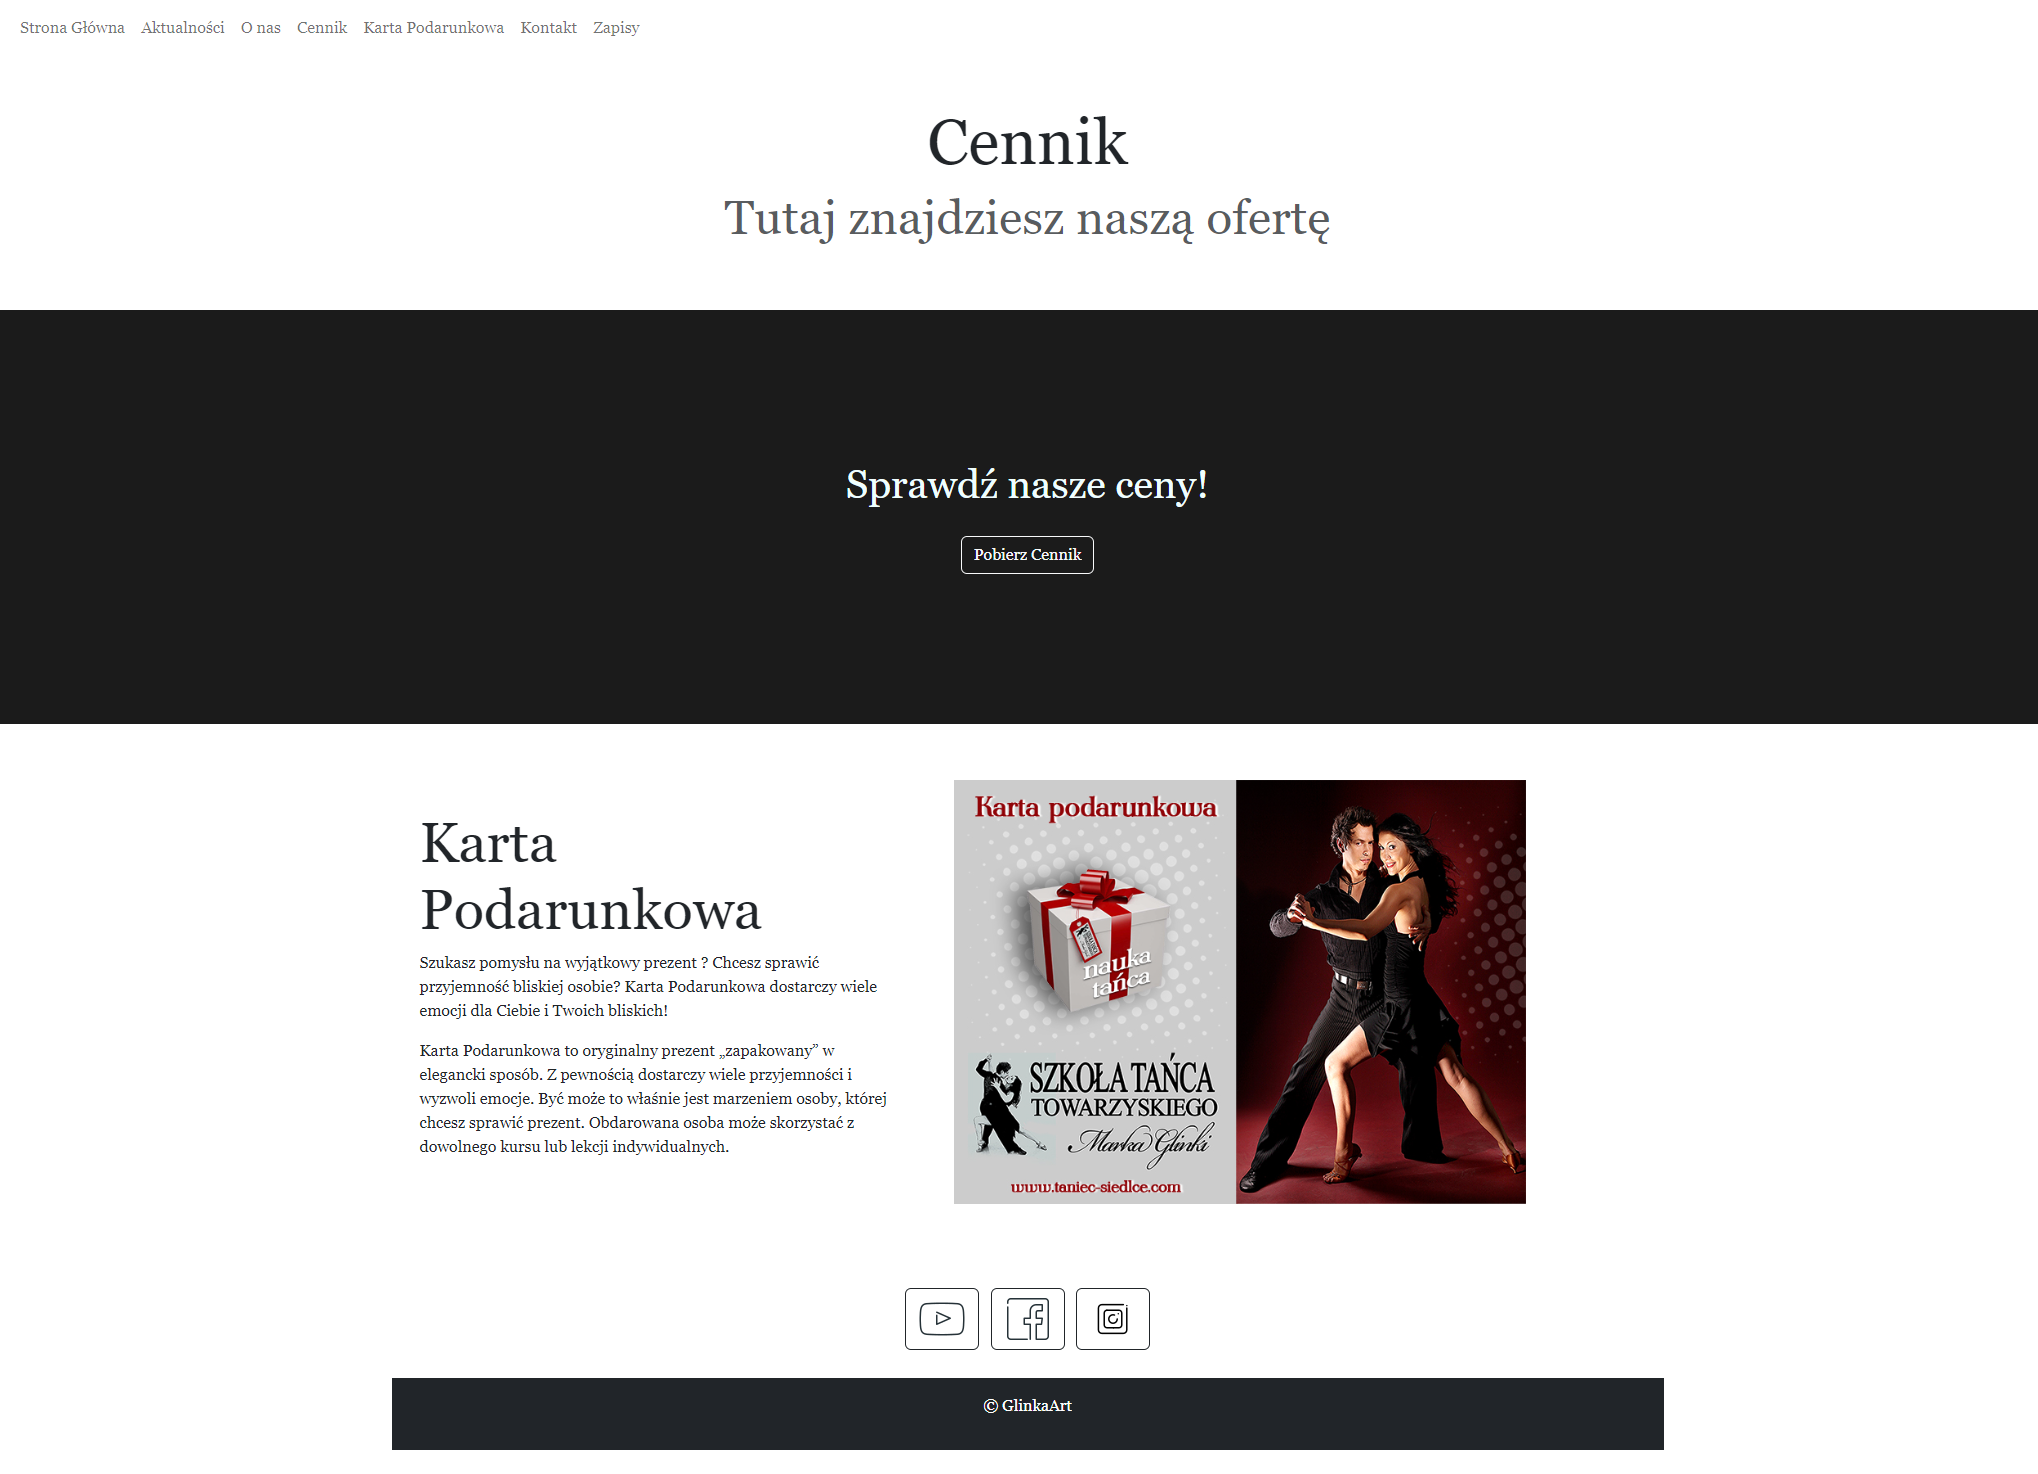 Strona Główna Aktualności O nas Cennik Karta Podarunkowa Kontakt Zapisy
Cennik
Tutaj znajdziesz naszą ofertę
Sprawdź nasze ceny!
Pobierz Cennik
Karta
Podarunkowa
Szukasz pomysłu na wyjątkowy prezent ? Chcesz sprawić
przyjemność bliskiej osobie? Karta Podarunkowa dostarczy wiele
emocji dla Ciebie i Twoich bliskich!
Karta Podarunkowa to oryginalny prezent „zapakowany” w
elegancki sposób. Z pewnością dostarczy wiele przyjemności i
wyzwoli emocje. Być może to właśnie jest marzeniem osoby, której
chcesz sprawić prezent. Obdarowana osoba może skorzystać z
dowolnego kursu lub lekcji indywidualnych.
Karta podarunkowa
nauka
tańca
SZKOŁA TAŃCA
TOWARZYSKIEGO
Marka Glinki
www.taniec-siedlce.com
© GlinkaArt